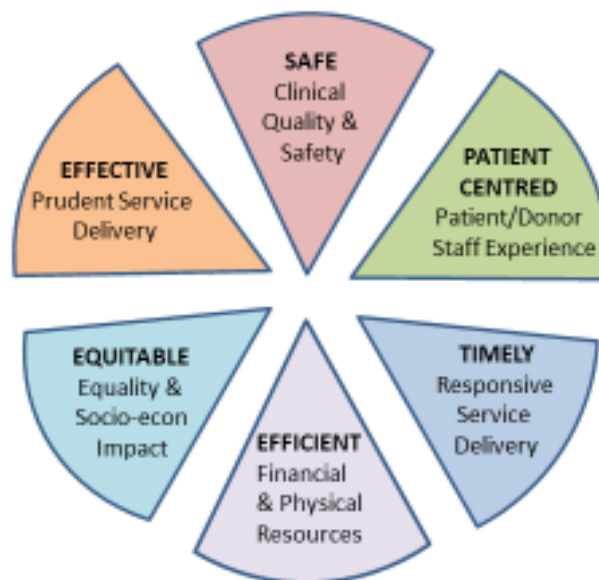 SAFE
Clinical
Quality &
Safety
PATIENT
CENTRED
Patient/Donor
Staff Experience
TIMELY
Responsive
Service
Delivery
EFFICIENT
Financial
& Physical
Resources
EQUITABLE
Equality &
Socio-econ
Impact
EFFECTIVE
Prudent Service
Delivery